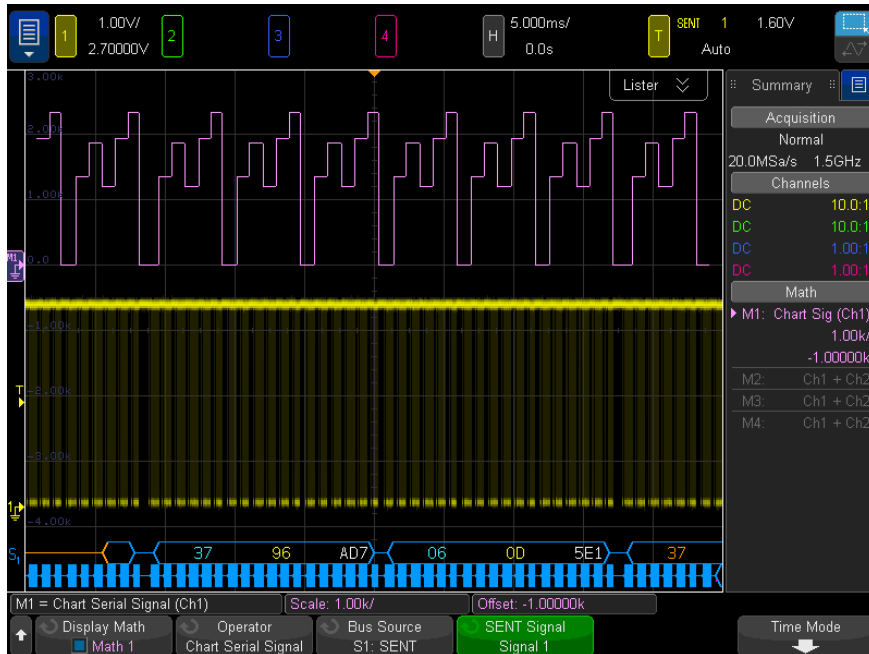 1 1.00V/ 2.70000V 2 3 4 H 5.000ms/ 0.0s T SENT 1 1.60V Auto
3.00k
Lister
Summary
2.00k
Acquisition
Normal
20.0MSa/s 1.5GHz
1.00k
Channels
DC 10.0:1
DC 10.0:1
DC 1.00:1
DC 1.00:1
M1 0.0
Math
M1: Chart Sig (Ch1)
1.00k/
-1.00000k
-1.00k
M2: Ch1 + Ch2
M3: Ch1 + Ch2
M4: Ch1 + Ch2
T -2.00k
-3.00k
1
-4.00k
S1 37 96 AD7 06 0D 5E1 37
M1 = Chart Serial Signal (Ch1) Scale: 1.00k/ Offset: -1.00000k
Display Math Operator Bus Source SENT Signal Time Mode
Math 1 Chart Serial Signal S1: SENT Signal 1